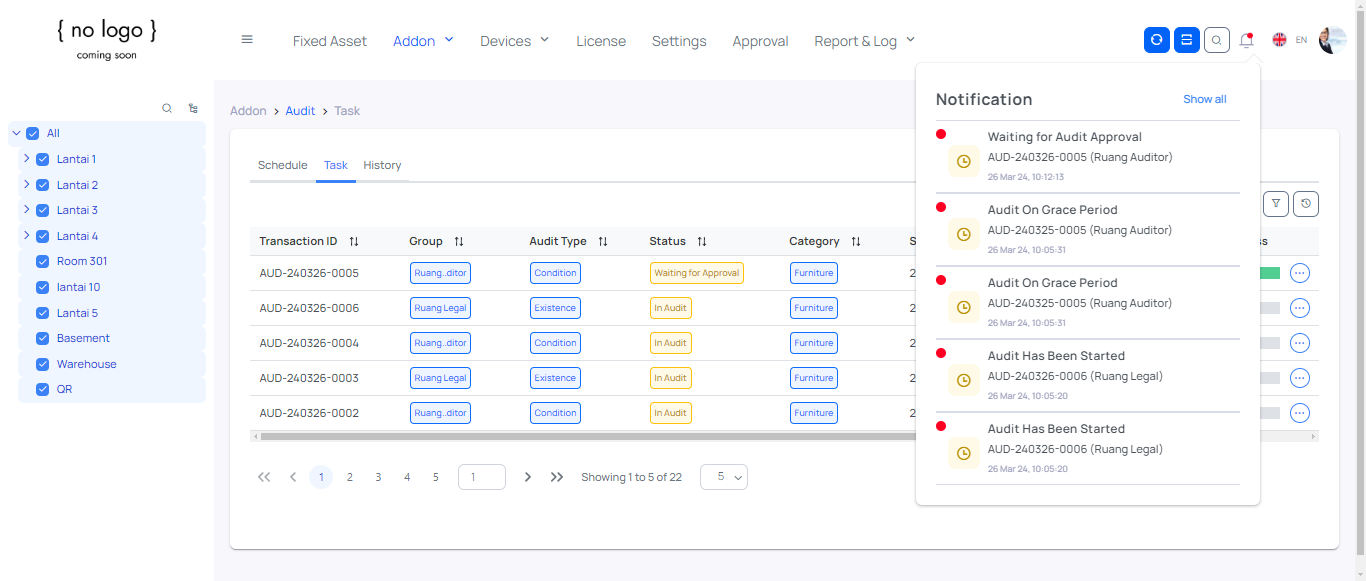 { no logo }
coming soon
Fixed Asset Addon Devices License Settings Approval Report & Log EN
Addon > Audit > Task
All
Lantai 1
Lantai 2
Lantai 3
Lantai 4
Room 301
lantai 10
Lantai 5
Basement
Warehouse
QR
Schedule Task History
Transaction ID Group Audit Type Status Category S ss
AUD-240326-0005 Ruang..ditor Condition Waiting for Approval Furniture 2
AUD-240326-0006 Ruang Legal Existence In Audit Furniture 2
AUD-240326-0004 Ruang..ditor Condition In Audit Furniture 2
AUD-240326-0003 Ruang Legal Existence In Audit Furniture 2
AUD-240326-0002 Ruang..ditor Condition In Audit Furniture 2
1 2 3 4 5 1 Showing 1 to 5 of 22 5
Notification Show all
Waiting for Audit Approval
AUD-240326-0005 (Ruang Auditor)
26 Mar 24, 10:12:13
Audit On Grace Period
AUD-240325-0005 (Ruang Auditor)
26 Mar 24, 10:05:31
Audit On Grace Period
AUD-240325-0005 (Ruang Auditor)
26 Mar 24, 10:05:31
Audit Has Been Started
AUD-240326-0006 (Ruang Legal)
26 Mar 24, 10:05:20
Audit Has Been Started
AUD-240326-0006 (Ruang Legal)
26 Mar 24, 10:05:20